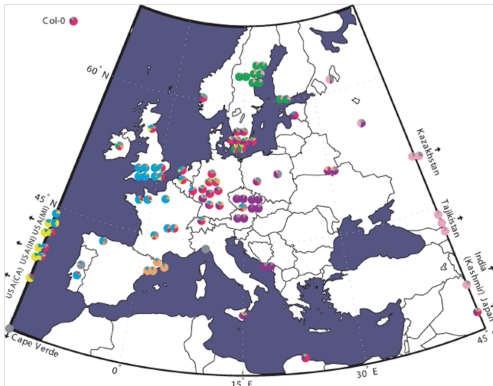 Col-0
60°N
Kazakhstan
45°N
Tajikistan
USA(MI)
USA(IN)
USA(CA)
India
(Kashmir)
Japan
Cape Verde
0°
15°E
30°E
45°